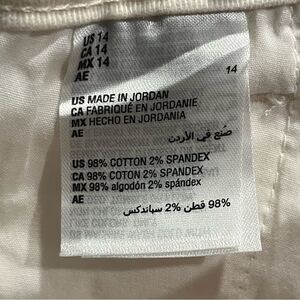 US 14
CA 14
MX 14
AE
14
US MADE IN JORDAN
CA FABRIQUÉ EN JORDANIE
MX HECHO EN JORDANIA
صنع في الأردن
AE
US 98% COTTON 2% SPANDEX
CA 98% COTON 2% SPANDEX
MX 98% algodón 2% spándex
AE
98% قطن 2% سباندكس